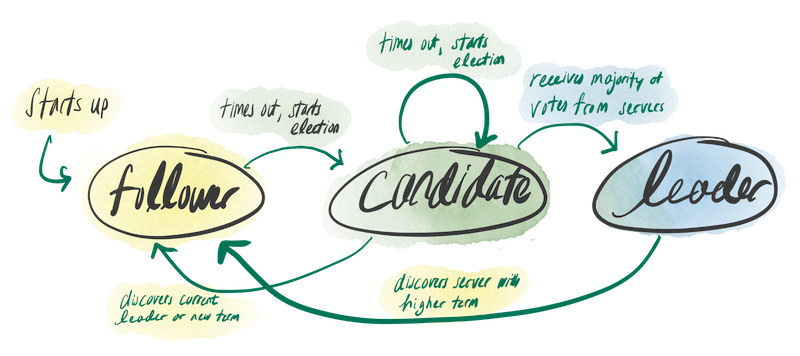 times out, starts
election
receives majority of
votes from servers
Starts up
times out, starts
election
follower
candidate
leader
discovers current
leader or new term
discovers server with
higher term